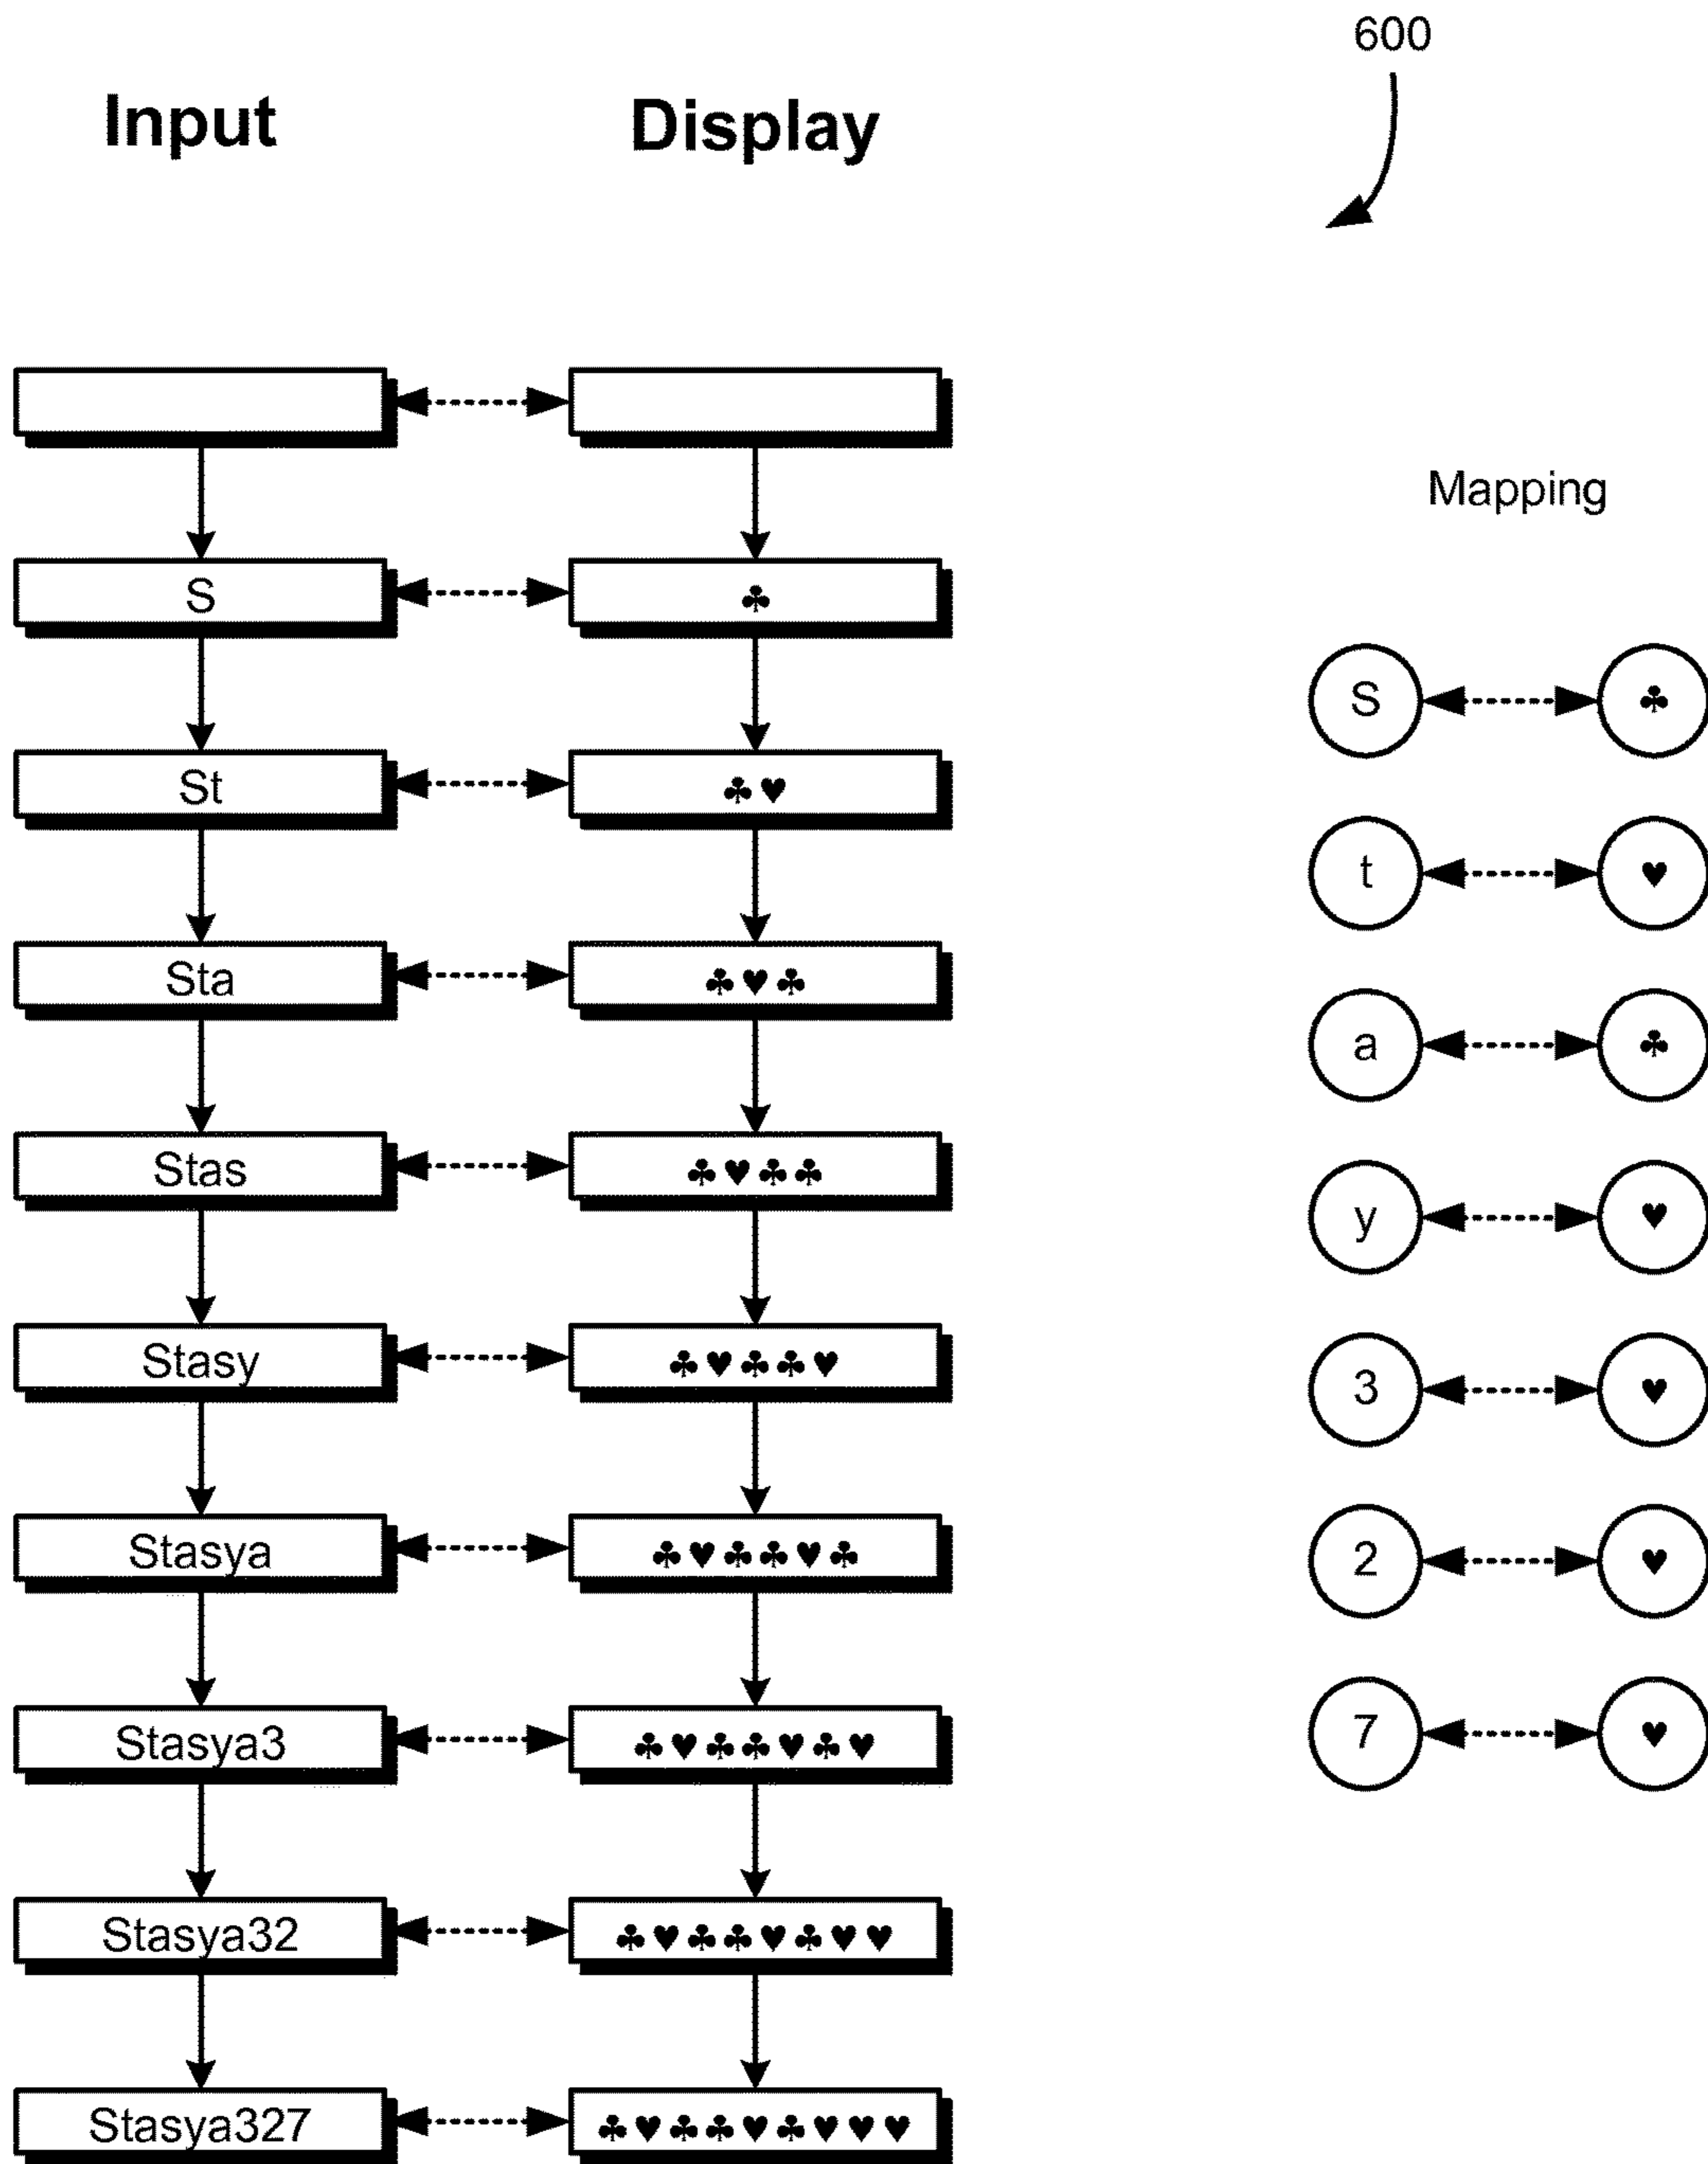 600
Input Display
Mapping
S ♣
St ♣♥
Sta ♣♥♣
Stas ♣♥♣♣
Stasy ♣♥♣♣♥
Stasya ♣♥♣♣♥♣
Stasya3 ♣♥♣♣♥♣♥
Stasya32 ♣♥♣♣♥♣♥♥
Stasya327 ♣♥♣♣♥♣♥♥♥
S ♣
t ♥
a ♣
y ♥
3 ♥
2 ♥
7 ♥